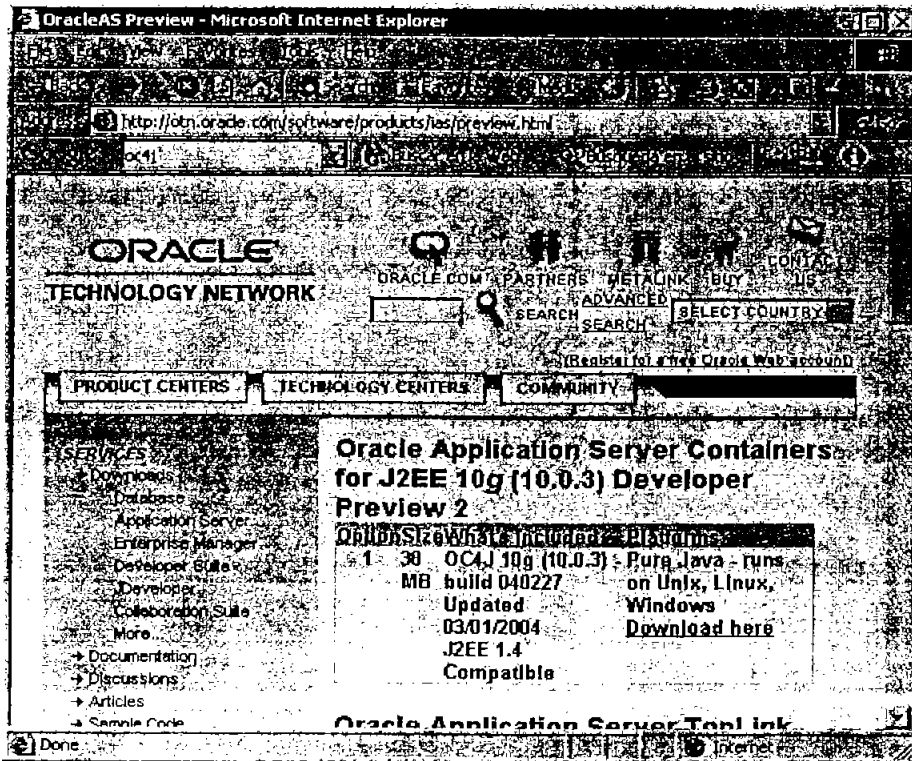 OracleAS Preview - Microsoft Internet Explorer
http://otn.oracle.com/software/products/ias/preview.html
oc4j
ORACLE
TECHNOLOGY NETWORK
ORACLE.COM PARTNERS METALINK BUY CONTACT US
SEARCH ADVANCED SEARCH SELECT COUNTRY
(Register for a free Oracle Web account)
PRODUCT CENTERS TECHNOLOGY CENTERS COMMUNITY
SERVICES
Downloads
Database
Application Server
Enterprise Manager
Developer Suite
JDeveloper
Collaboration Suite
More...
Documentation
Discussions
Articles
Sample Code
Oracle Application Server Containers
for J2EE 10g (10.0.3) Developer
Preview 2
Option Size What's Included Platforms
1 38 OC4J 10g (10.0.3) Pure Java - runs
MB build 040227 on Unix, Linux,
Updated Windows
03/01/2004 Download here
J2EE 1.4
Compatible
Oracle Application Server TopLink
Done Internet